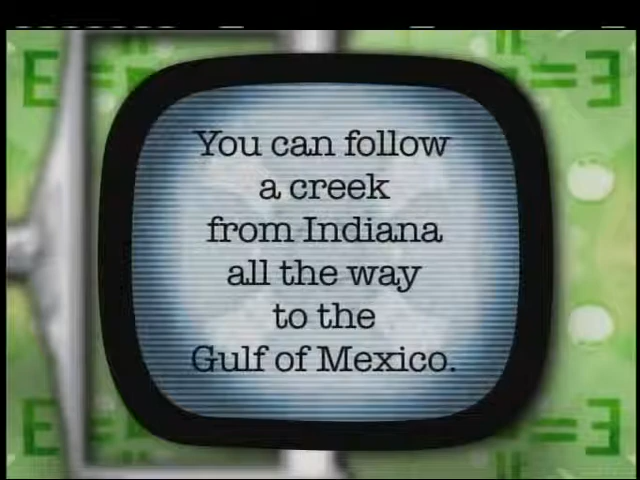 You can follow
a creek
from Indiana
all the way
to the
Gulf of Mexico.